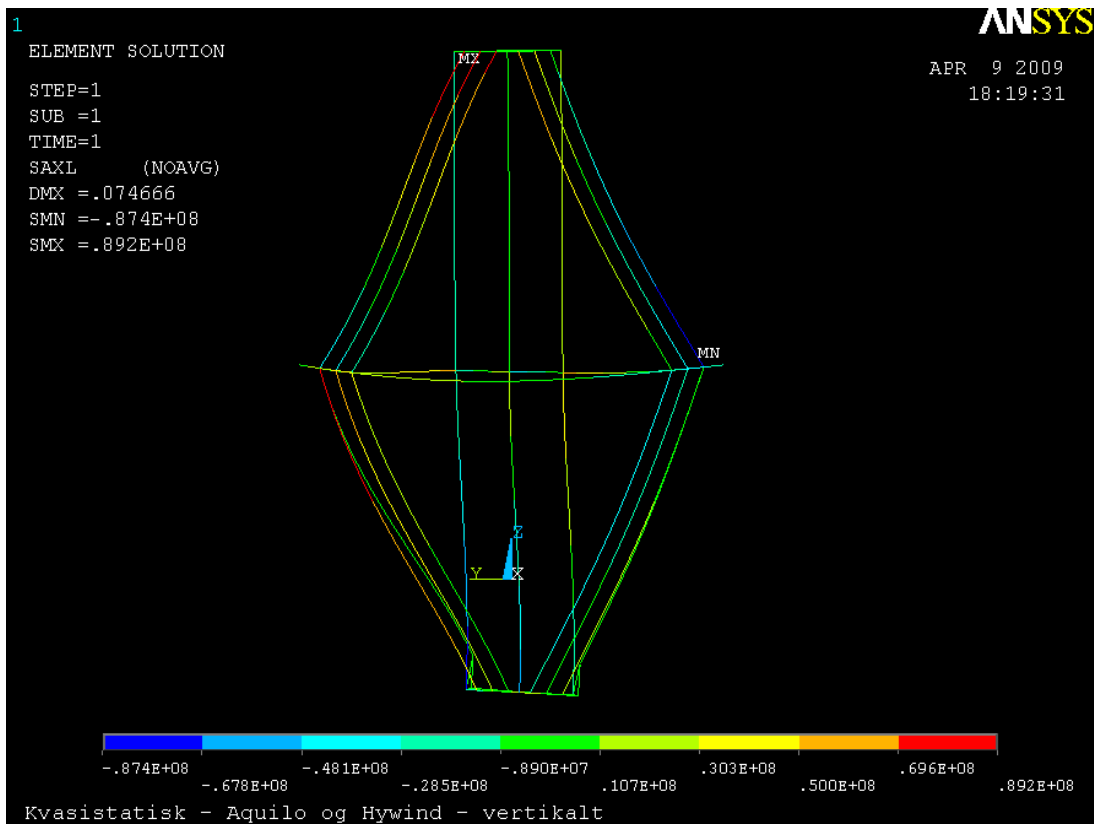 1
ANSYS
ELEMENT SOLUTION
APR 9 2009
18:19:31
STEP=1
SUB =1
TIME=1
SAXL (NOAVG)
DMX =.074666
SMN =-.874E+08
SMX =.892E+08
MX
MN
Z
Y X
-.874E+08 -.481E+08 -.890E+07 .303E+08 .696E+08
-.678E+08 -.285E+08 .107E+08 .500E+08 .892E+08
Kvasistatisk - Aquilo og Hywind - vertikalt